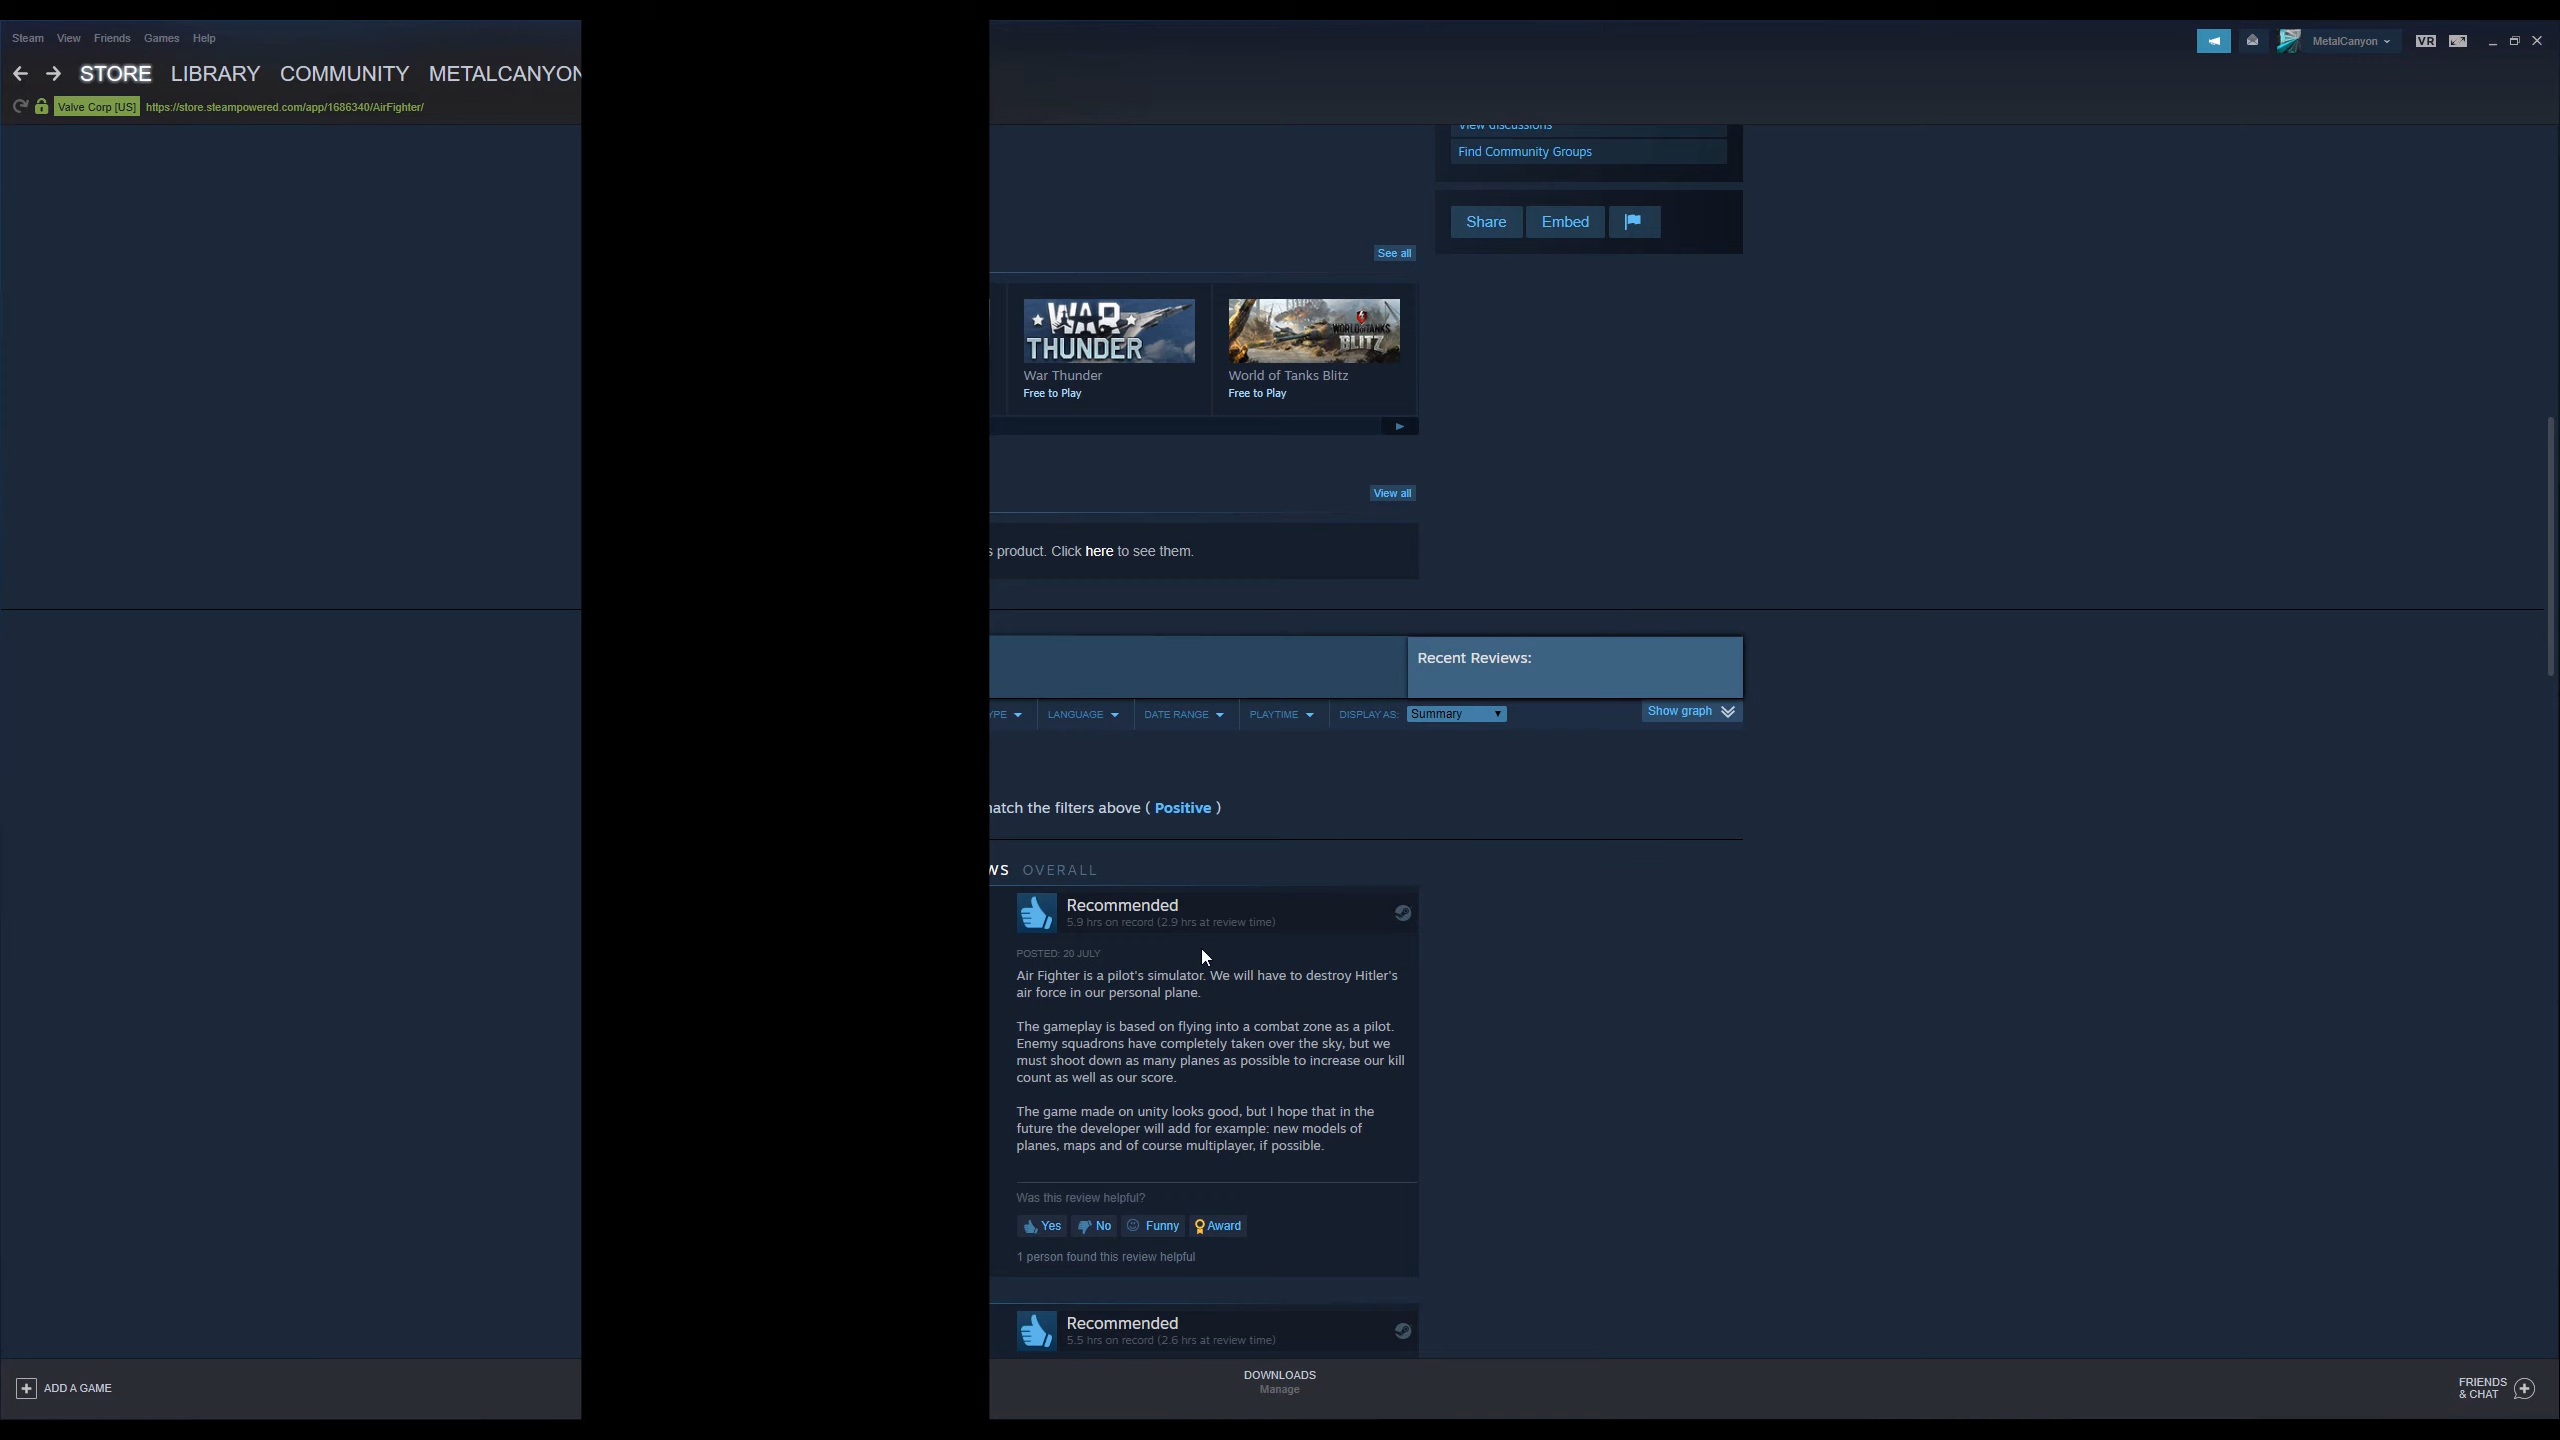 Steam View Friends Games Help
MetalCanyon
VR
STORE LIBRARY COMMUNITY METALCANYON
Valve Corp [US] https://store.steampowered.com/app/1686340/AirFighter/
View discussions
Find Community Groups
Share Embed
See all
WAR THUNDER
WORLD OF TANKS BLITZ
War Thunder
Free to Play
World of Tanks Blitz
Free to Play
View all
s product. Click here to see them.
Recent Reviews:
YPE LANGUAGE DATE RANGE PLAYTIME DISPLAY AS: Summary Show graph
atch the filters above ( Positive )
WS OVERALL
Recommended
5.9 hrs on record (2.9 hrs at review time)
POSTED: 20 JULY
Air Fighter is a pilot's simulator. We will have to destroy Hitler's
air force in our personal plane.
The gameplay is based on flying into a combat zone as a pilot.
Enemy squadrons have completely taken over the sky, but we
must shoot down as many planes as possible to increase our kill
count as well as our score.
The game made on unity looks good, but I hope that in the
future the developer will add for example: new models of
planes, maps and of course multiplayer, if possible.
Was this review helpful?
Yes No Funny Award
1 person found this review helpful
Recommended
5.5 hrs on record (2.6 hrs at review time)
ADD A GAME
DOWNLOADS
Manage
FRIENDS
& CHAT